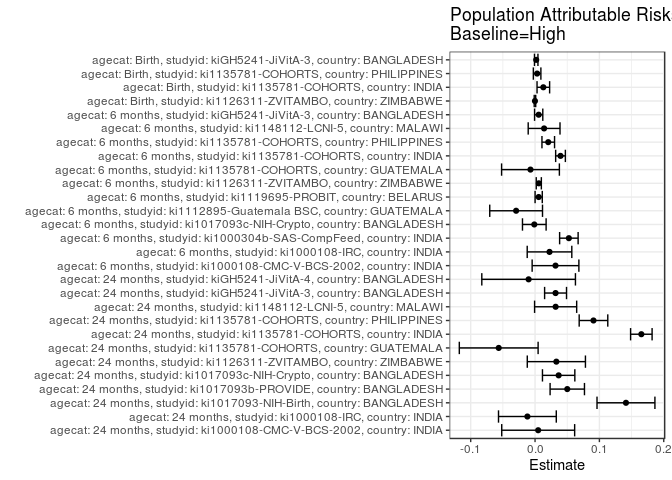 Population Attributable Risk
Baseline=High
agecat: Birth, studyid: kiGH5241-JiVitA-3, country: BANGLADESH
agecat: Birth, studyid: ki1135781-COHORTS, country: PHILIPPINES
agecat: Birth, studyid: ki1135781-COHORTS, country: INDIA
agecat: Birth, studyid: ki1126311-ZVITAMBO, country: ZIMBABWE
agecat: 6 months, studyid: kiGH5241-JiVitA-3, country: BANGLADESH
agecat: 6 months, studyid: ki1148112-LCNI-5, country: MALAWI
agecat: 6 months, studyid: ki1135781-COHORTS, country: PHILIPPINES
agecat: 6 months, studyid: ki1135781-COHORTS, country: INDIA
agecat: 6 months, studyid: ki1135781-COHORTS, country: GUATEMALA
agecat: 6 months, studyid: ki1126311-ZVITAMBO, country: ZIMBABWE
agecat: 6 months, studyid: ki1119695-PROBIT, country: BELARUS
agecat: 6 months, studyid: ki1112895-Guatemala BSC, country: GUATEMALA
agecat: 6 months, studyid: ki1017093c-NIH-Crypto, country: BANGLADESH
agecat: 6 months, studyid: ki1000304b-SAS-CompFeed, country: INDIA
agecat: 6 months, studyid: ki1000108-IRC, country: INDIA
agecat: 6 months, studyid: ki1000108-CMC-V-BCS-2002, country: INDIA
agecat: 24 months, studyid: kiGH5241-JiVitA-4, country: BANGLADESH
agecat: 24 months, studyid: kiGH5241-JiVitA-3, country: BANGLADESH
agecat: 24 months, studyid: ki1148112-LCNI-5, country: MALAWI
agecat: 24 months, studyid: ki1135781-COHORTS, country: PHILIPPINES
agecat: 24 months, studyid: ki1135781-COHORTS, country: INDIA
agecat: 24 months, studyid: ki1135781-COHORTS, country: GUATEMALA
agecat: 24 months, studyid: ki1126311-ZVITAMBO, country: ZIMBABWE
agecat: 24 months, studyid: ki1017093c-NIH-Crypto, country: BANGLADESH
agecat: 24 months, studyid: ki1017093b-PROVIDE, country: BANGLADESH
agecat: 24 months, studyid: ki1017093-NIH-Birth, country: BANGLADESH
agecat: 24 months, studyid: ki1000108-IRC, country: INDIA
agecat: 24 months, studyid: ki1000108-CMC-V-BCS-2002, country: INDIA
-0.1 0.0 0.1 0.2
Estimate